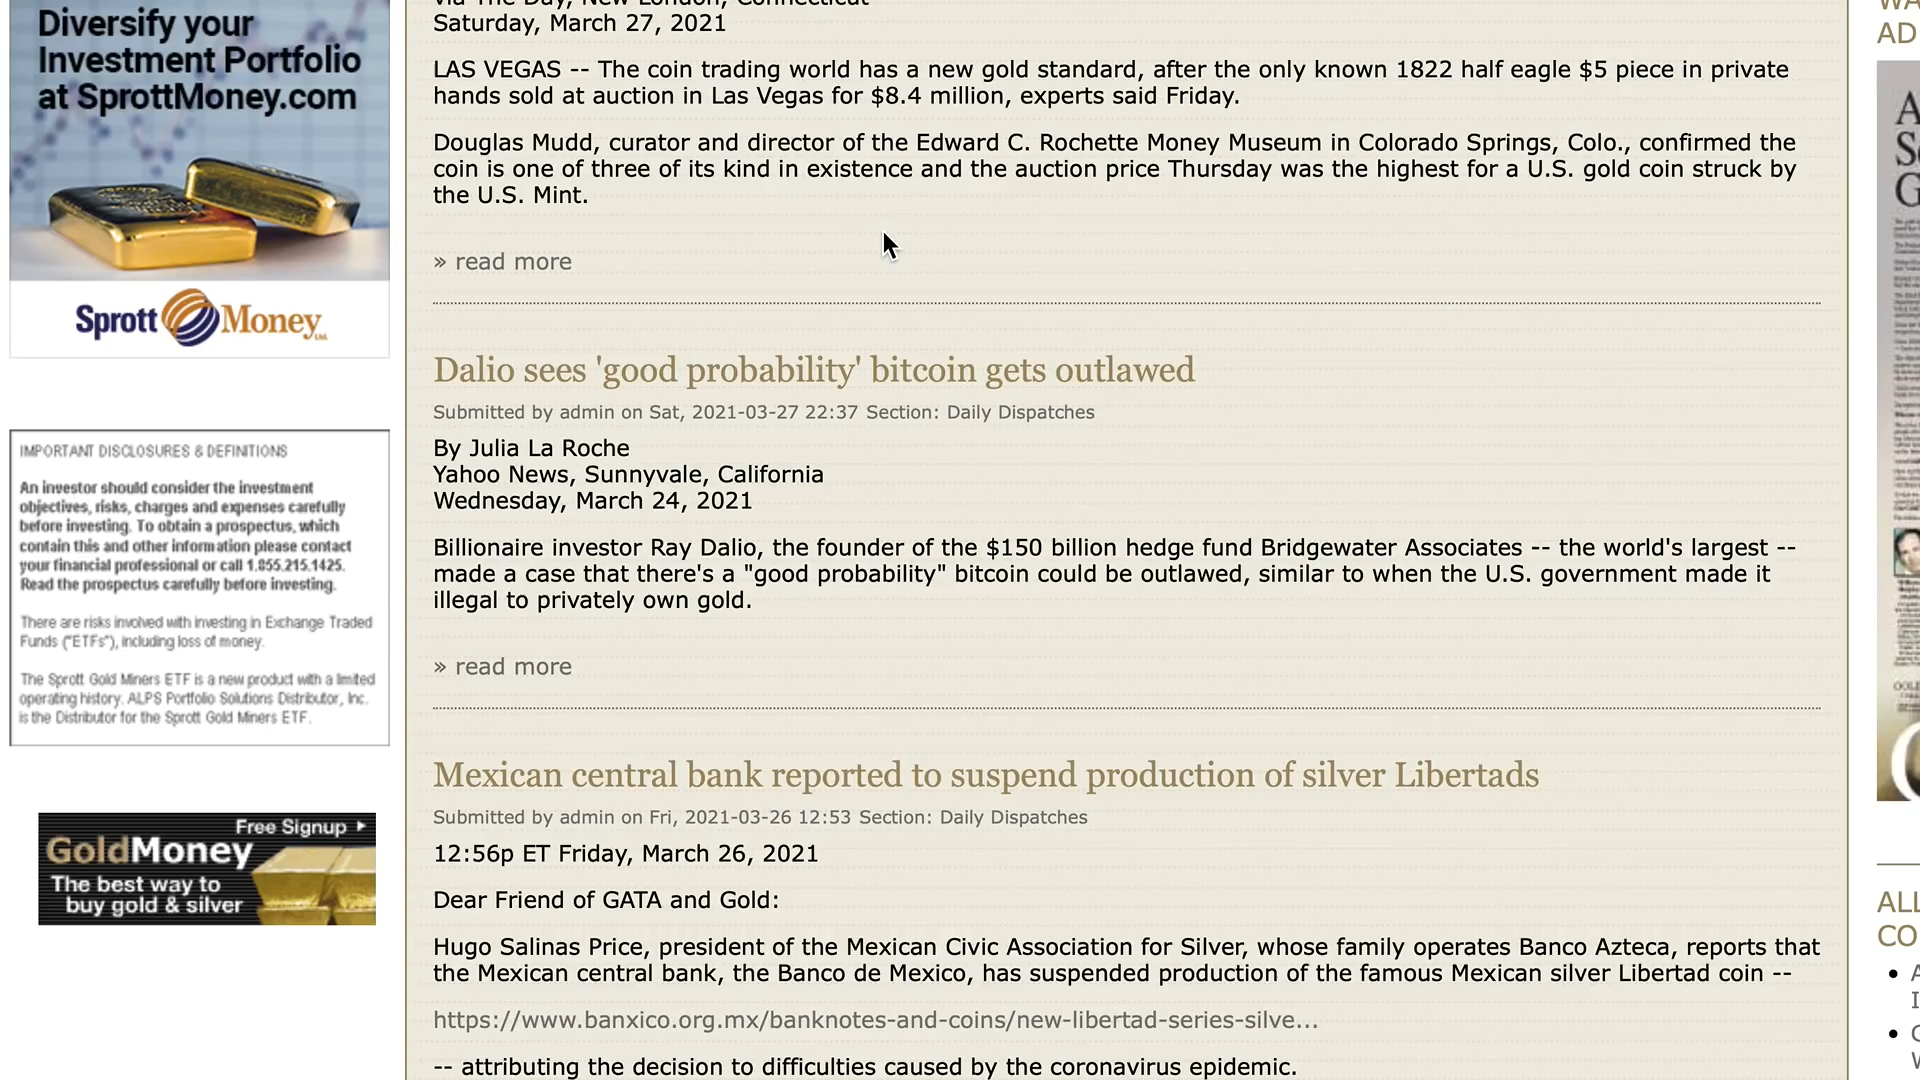 Diversify your
Investment Portfolio
at SprottMoney.com
Sprott Money
IMPORTANT DISCLOSURES & DEFINITIONS
An investor should consider the investment
objectives, risks, charges and expenses carefully
before investing. To obtain a prospectus, which
contain this and other information please contact
your financial professional or call 1.855.215.1425.
Read the prospectus carefully before investing.
There are risks involved with investing in Exchange Traded
Funds ("ETFs"), including loss of money.
The Sprott Gold Miners ETF is a new product with a limited
operating history. ALPS Portfolio Solutions Distributor, Inc.
is the Distributor for the Sprott Gold Miners ETF.
Free Signup
GoldMoney
The best way to
buy gold & silver
via The Day, New London, Connecticut
Saturday, March 27, 2021
LAS VEGAS -- The coin trading world has a new gold standard, after the only known 1822 half eagle $5 piece in private
hands sold at auction in Las Vegas for $8.4 million, experts said Friday.
Douglas Mudd, curator and director of the Edward C. Rochette Money Museum in Colorado Springs, Colo., confirmed the
coin is one of three of its kind in existence and the auction price Thursday was the highest for a U.S. gold coin struck by
the U.S. Mint.
» read more
Dalio sees 'good probability' bitcoin gets outlawed
Submitted by admin on Sat, 2021-03-27 22:37 Section: Daily Dispatches
By Julia La Roche
Yahoo News, Sunnyvale, California
Wednesday, March 24, 2021
Billionaire investor Ray Dalio, the founder of the $150 billion hedge fund Bridgewater Associates -- the world's largest --
made a case that there's a "good probability" bitcoin could be outlawed, similar to when the U.S. government made it
illegal to privately own gold.
» read more
Mexican central bank reported to suspend production of silver Libertads
Submitted by admin on Fri, 2021-03-26 12:53 Section: Daily Dispatches
12:56p ET Friday, March 26, 2021
Dear Friend of GATA and Gold:
Hugo Salinas Price, president of the Mexican Civic Association for Silver, whose family operates Banco Azteca, reports that
the Mexican central bank, the Banco de Mexico, has suspended production of the famous Mexican silver Libertad coin --
https://www.banxico.org.mx/banknotes-and-coins/new-libertad-series-silve...
-- attributing the decision to difficulties caused by the coronavirus epidemic.
AD
ALL
CO